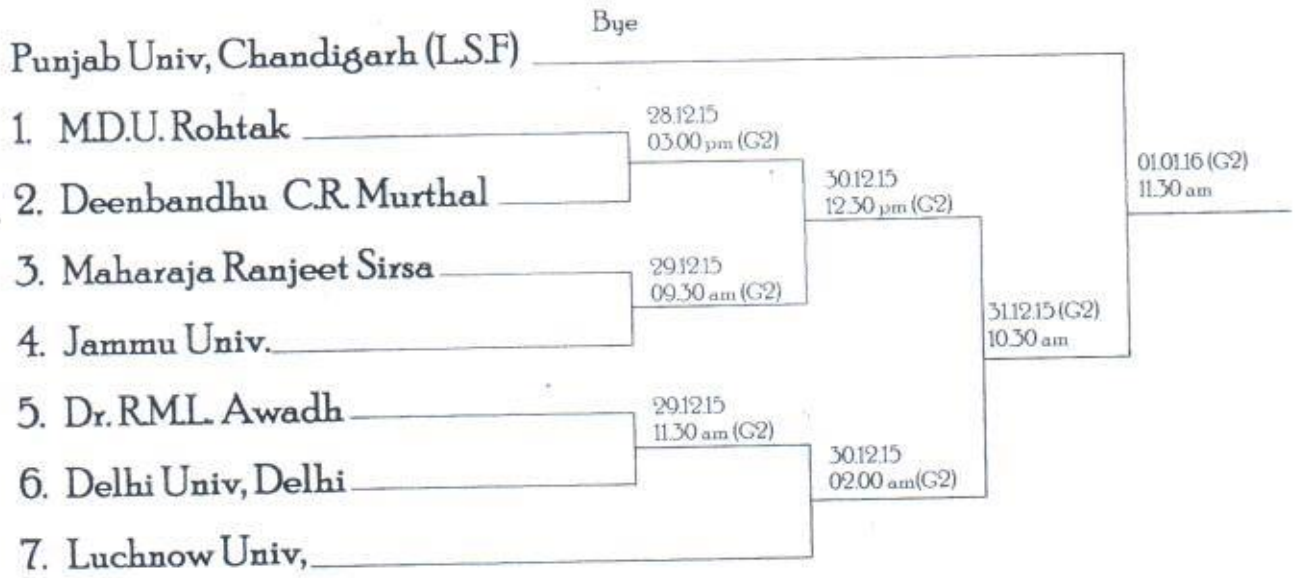 Bye
Punjab Univ, Chandigarh (L.S.F)
1. M.D.U. Rohtak
28.12.15
03.00 pm (G2)
2. Deenbandhu C.R. Murthal
3. Maharaja Ranjeet Sirsa
29.12.15
09.30 am (G2)
4. Jammu Univ.
30.12.15
12.30 pm (G2)
5. Dr. R.M.L. Awadh
29.12.15
11.30 am (G2)
6. Delhi Univ, Delhi
7. Luchnow Univ,
30.12.15
02.00 am(G2)
31.12.15 (G2)
10.30 am
01.01.16 (G2)
11.30 am